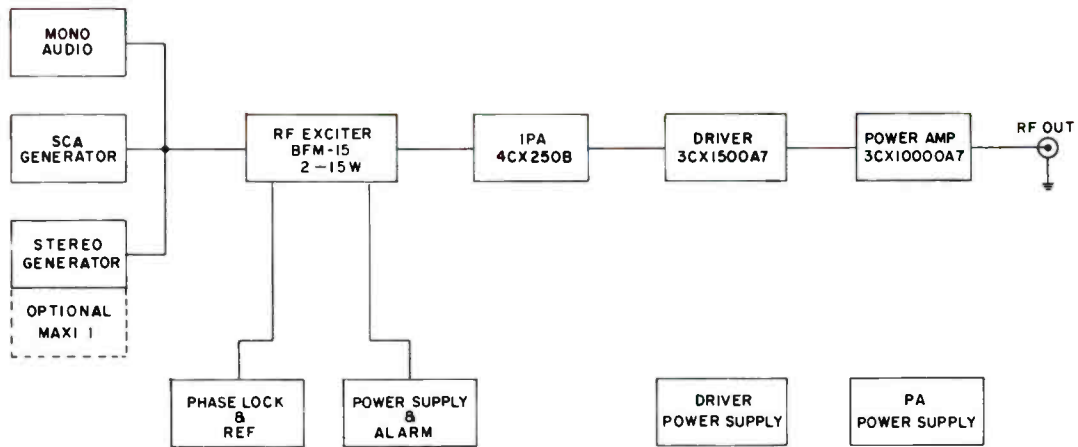 MONO
AUDIO
SCA
GENERATOR
STEREO
GENERATOR
OPTIONAL
MAXI 1
RF EXCITER
BFM-15
2-15W
IPA
4CX250B
DRIVER
3CX1500A7
POWER AMP
3CX10000A7
RF OUT
PHASE LOCK
&
REF
POWER SUPPLY
&
ALARM
DRIVER
POWER SUPPLY
PA
POWER SUPPLY